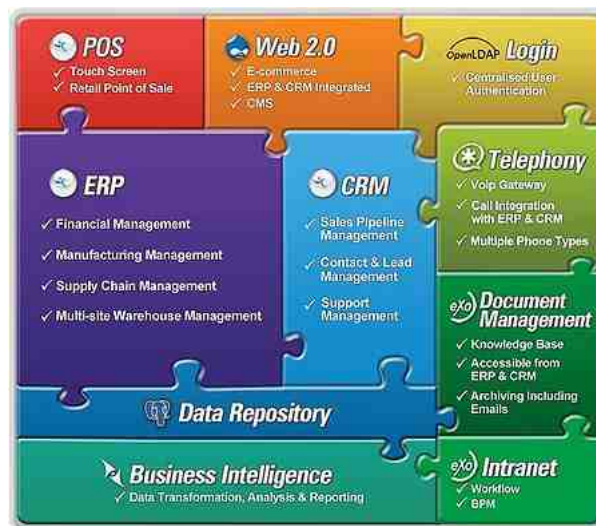 POS
Touch Screen
Retail Point of Sale
Web 2.0
E-commerce
ERP & CRM Integrated
CMS
OpenLDAP Login
Centralised User
Authentication
ERP
Financial Management
Manufacturing Management
Supply Chain Management
Multi-site Warehouse Management
CRM
Sales Pipeline
Management
Contact & Lead
Management
Support
Management
Telephony
Voip Gateway
Call Integration
with ERP & CRM
Multiple Phone Types
eXo Document
Management
Knowledge Base
Accessible from
ERP & CRM
Archiving Including
Emails
Data Repository
Business Intelligence
Data Transformation, Analysis & Reporting
eXo Intranet
Workflow
BPM